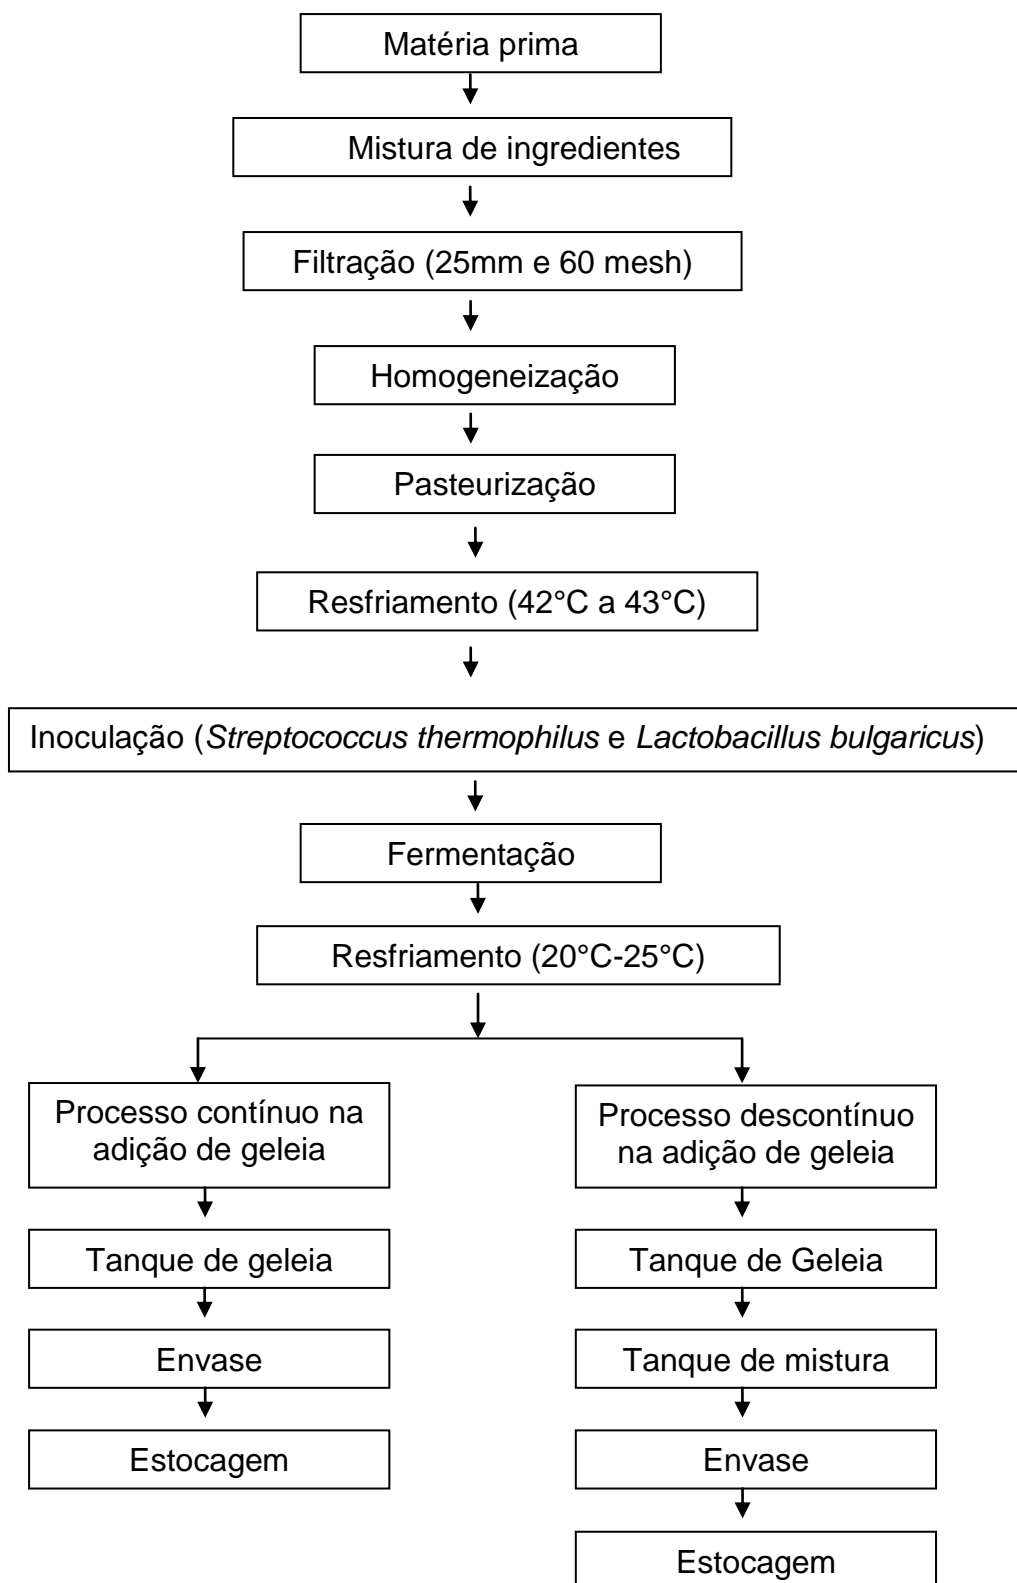 Matéria prima
Mistura de ingredientes
Filtração (25mm e 60 mesh)
Homogeneização
Pasteurização
Resfriamento (42°C a 43°C)
Inoculação (Streptococcus thermophilus e Lactobacillus bulgaricus)
Fermentação
Resfriamento (20°C-25°C)
Processo contínuo na
adição de geleia
Tanque de geleia
Envase
Estocagem
Processo descontínuo
na adição de geleia
Tanque de Geleia
Tanque de mistura
Envase
Estocagem